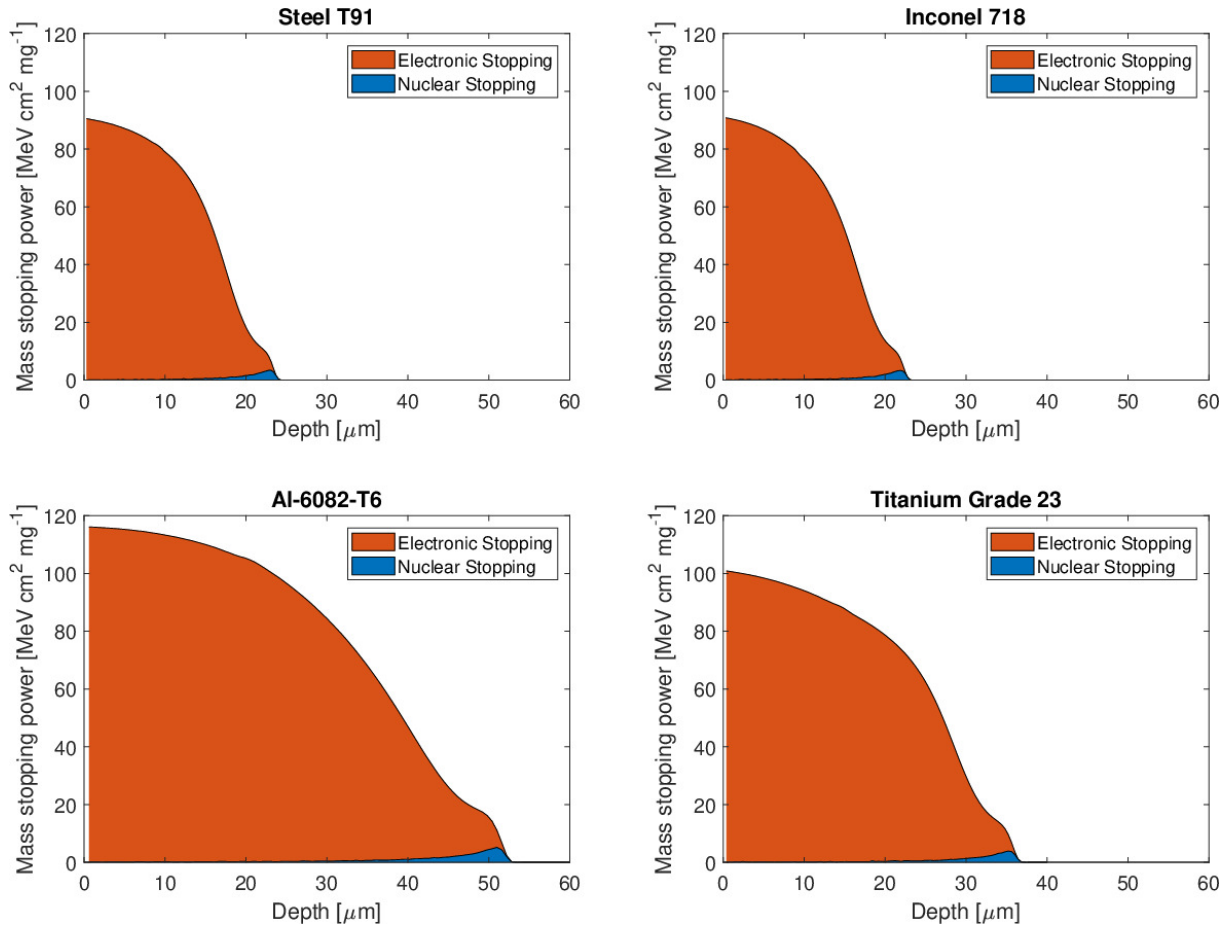 Steel T91
120
100
80
60
40
20
0
Mass stopping power [MeV cm² mg⁻¹]
Electronic Stopping
Nuclear Stopping
0 10 20 30 40 50 60
Depth [μm]
Inconel 718
120
100
80
60
40
20
0
Mass stopping power [MeV cm² mg⁻¹]
Electronic Stopping
Nuclear Stopping
0 10 20 30 40 50 60
Depth [μm]
Al-6082-T6
120
100
80
60
40
20
0
Mass stopping power [MeV cm² mg⁻¹]
Electronic Stopping
Nuclear Stopping
0 10 20 30 40 50 60
Depth [μm]
Titanium Grade 23
120
100
80
60
40
20
0
Mass stopping power [MeV cm² mg⁻¹]
Electronic Stopping
Nuclear Stopping
0 10 20 30 40 50 60
Depth [μm]